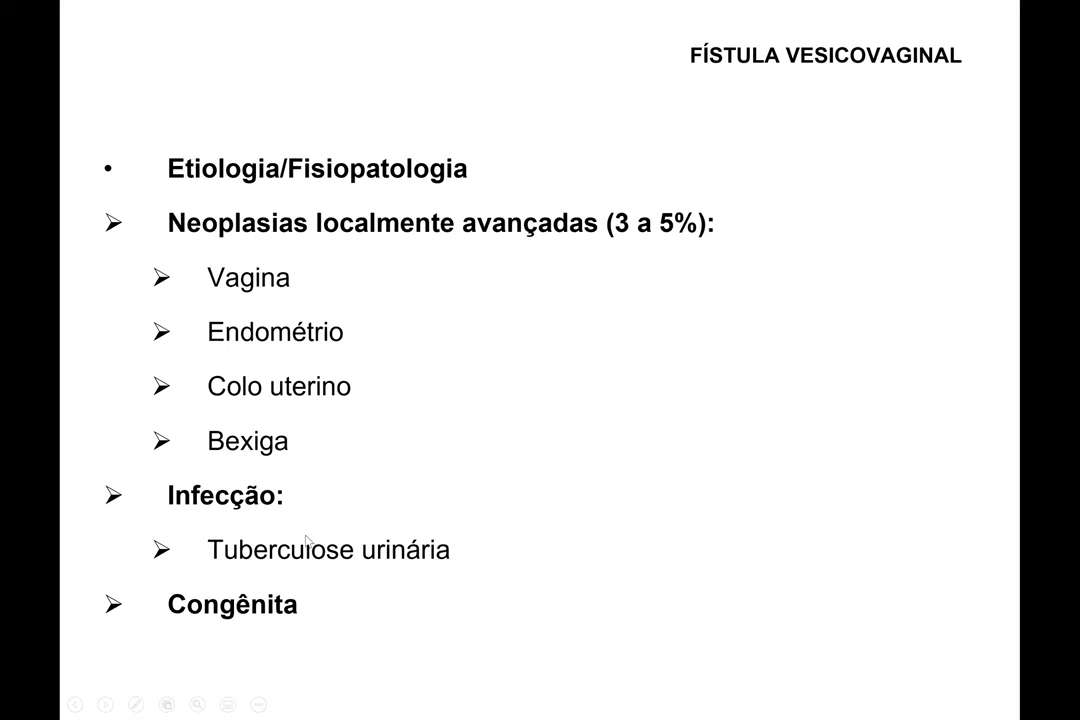 FÍSTULA VESICOVAGINAL
• Etiologia/Fisiopatologia
➢ Neoplasias localmente avançadas (3 a 5%):
➢ Vagina
➢ Endométrio
➢ Colo uterino
➢ Bexiga
➢ Infecção:
➢ Tuberculose urinária
➢ Congênita